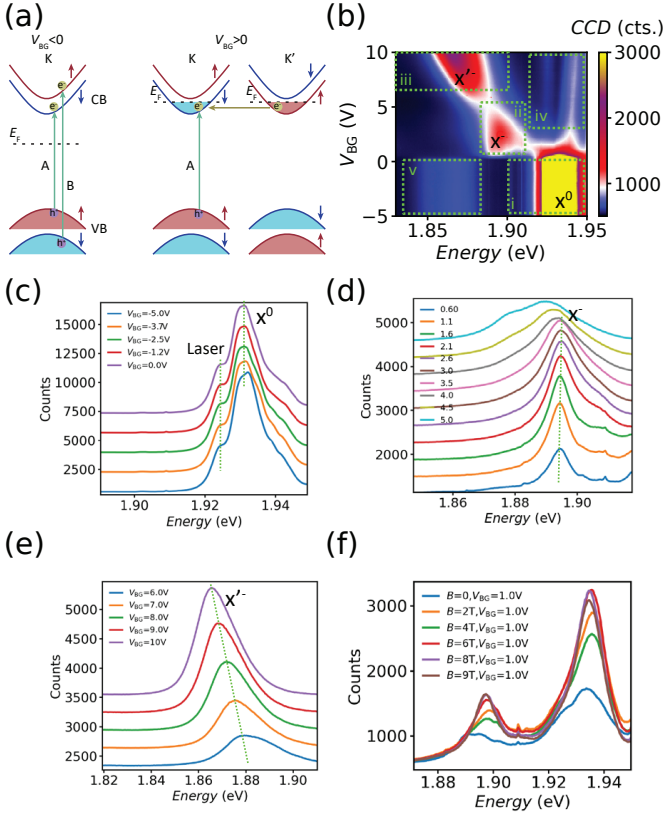 (a)
V_BG<0
V_BG>0
K
K
K'
e⁻
e⁻
CB
e⁻
e⁻
E_F
E_F
E_F
A
B
A
h⁺
h⁺
VB
h⁺
(b)
CCD (cts.)
iii
X'⁻
ii
iv
X⁻
v
i
X⁰
10
5
0
−5
V_BG (V)
1.85
1.90
1.95
Energy (eV)
3000
2000
1000
(c)
V_BG=-5.0V
V_BG=-3.7V
V_BG=-2.5V
V_BG=-1.2V
V_BG=0.0V
X⁰
Laser
15000
12500
10000
7500
5000
2500
Counts
1.90
1.92
1.94
Energy (eV)
(d)
0.60
1.1
1.6
2.1
2.6
3.0
3.5
4.0
4.5
5.0
X⁻
5000
4000
3000
2000
Counts
1.86
1.88
1.90
Energy (eV)
(e)
V_BG=6.0V
V_BG=7.0V
V_BG=8.0V
V_BG=9.0V
V_BG=10V
X'⁻
5000
4500
4000
3500
3000
2500
Counts
1.82
1.84
1.86
1.88
1.90
Energy (eV)
(f)
B=0,V_BG=1.0V
B=2T,V_BG=1.0V
B=4T,V_BG=1.0V
B=6T,V_BG=1.0V
B=8T,V_BG=1.0V
B=9T,V_BG=1.0V
3000
2000
1000
Counts
1.88
1.90
1.92
1.94
Energy (eV)